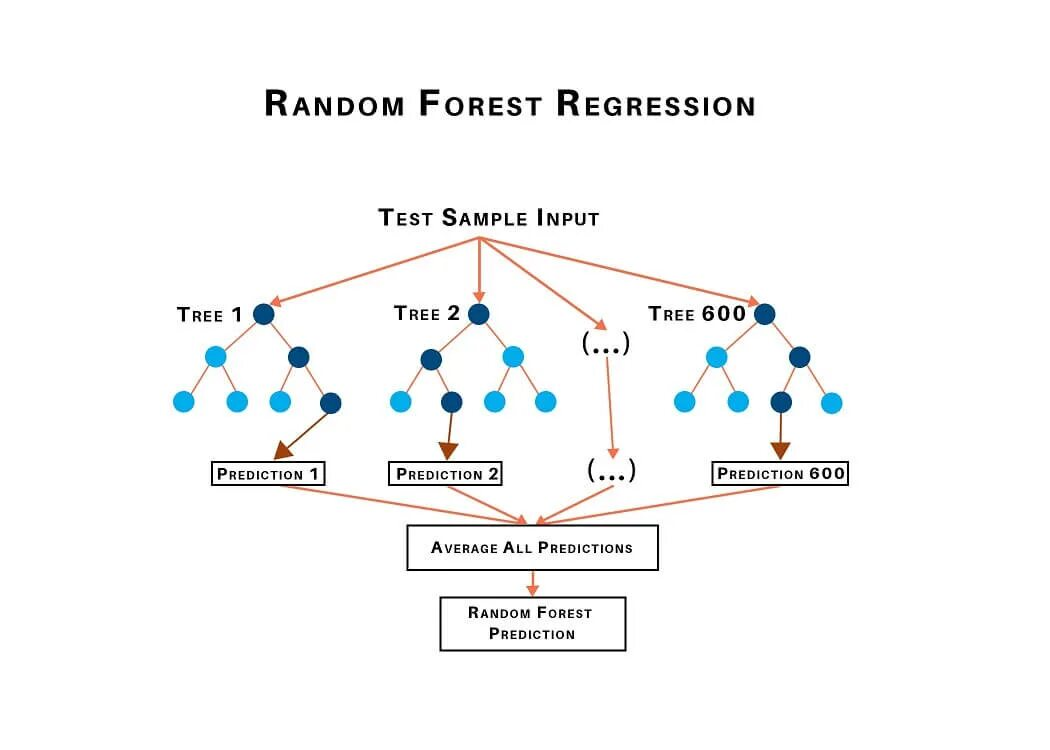 Random Forest Regression
Test Sample Input
Tree 1
Tree 2
Tree 600
(...)
Prediction 1
Prediction 2
(...)
Prediction 600
Average All Predictions
Random Forest
Prediction